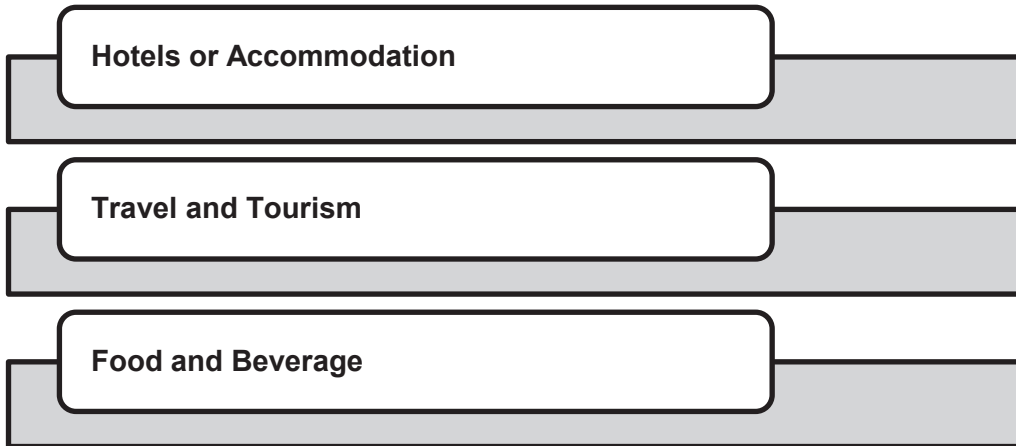 Hotels or Accommodation
Travel and Tourism
Food and Beverage